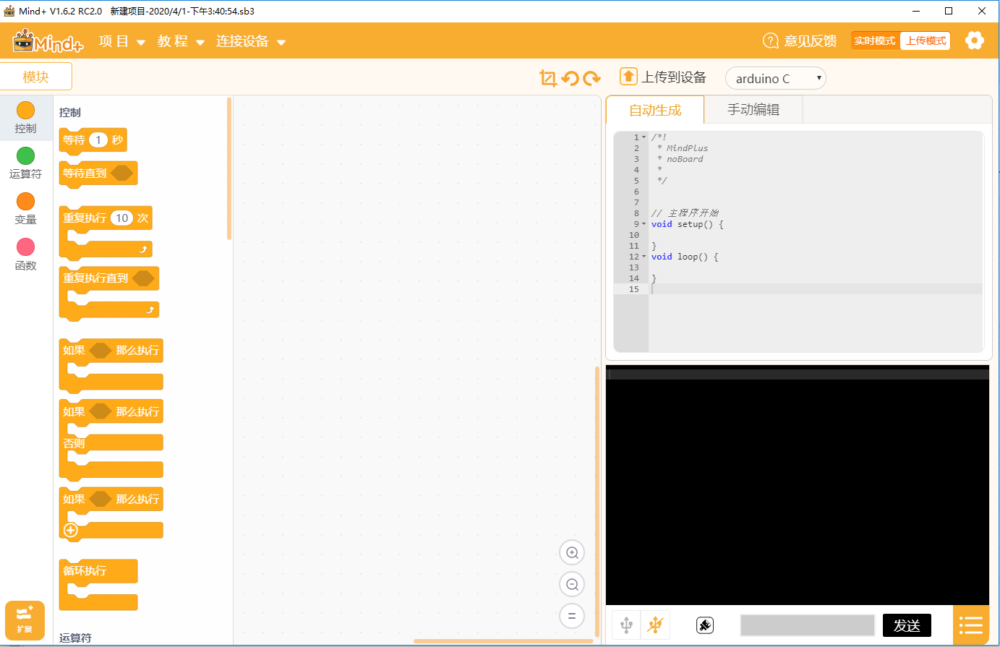 Mind+ V1.6.2 RC2.0 新建项目-2020/4/1-下午3:40:54.sb3
Mind+ 项目 教程 连接设备 意见反馈 实时模式 上传模式
模块 上传到设备 arduino C
自动生成 手动编辑
控制
运算符
变量
函数
扩展
控制
等待 1 秒
等待直到
重复执行 10 次
重复执行直到
如果 那么执行
如果 那么执行
否则
如果 那么执行
循环执行
运算符
1 /*!
2 * MindPlus
3 * noBoard
4 *
5 */
6
7
8 // 主程序开始
9 void setup() {
10
11 }
12 void loop() {
13
14 }
15
发送